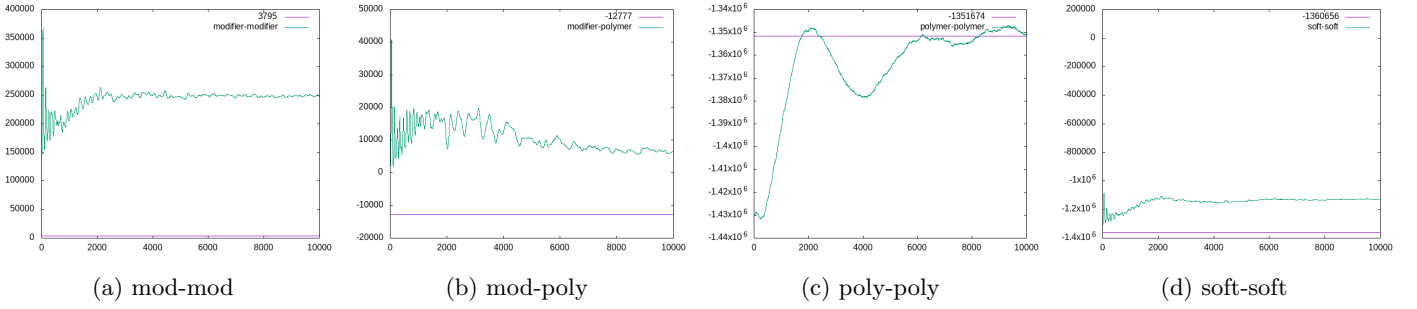 3795
modifier-modifier
400000
350000
300000
250000
200000
150000
100000
50000
0
0 2000 4000 6000 8000 10000
(a) mod-mod
-12777
modifier-polymer
50000
40000
30000
20000
10000
0
-10000
-20000
0 2000 4000 6000 8000 10000
(b) mod-poly
-1351674
polymer-polymer
-1.34x10^6
-1.35x10^6
-1.36x10^6
-1.37x10^6
-1.38x10^6
-1.39x10^6
-1.4x10^6
-1.41x10^6
-1.42x10^6
-1.43x10^6
-1.44x10^6
0 2000 4000 6000 8000 10000
(c) poly-poly
-1360656
soft-soft
200000
0
-200000
-400000
-600000
-800000
-1x10^6
-1.2x10^6
-1.4x10^6
0 2000 4000 6000 8000 10000
(d) soft-soft